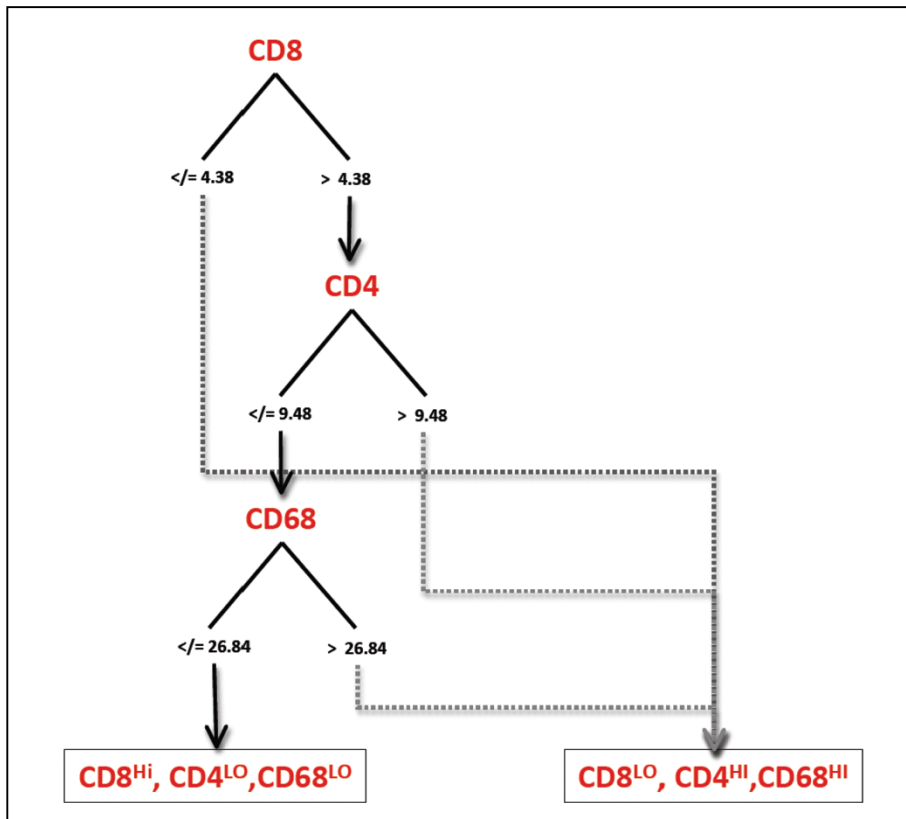 CD8
</= 4.38 > 4.38
CD4
</= 9.48 > 9.48
CD68
</= 26.84 > 26.84
CD8Hi, CD4LO,CD68LO
CD8LO, CD4HI,CD68HI